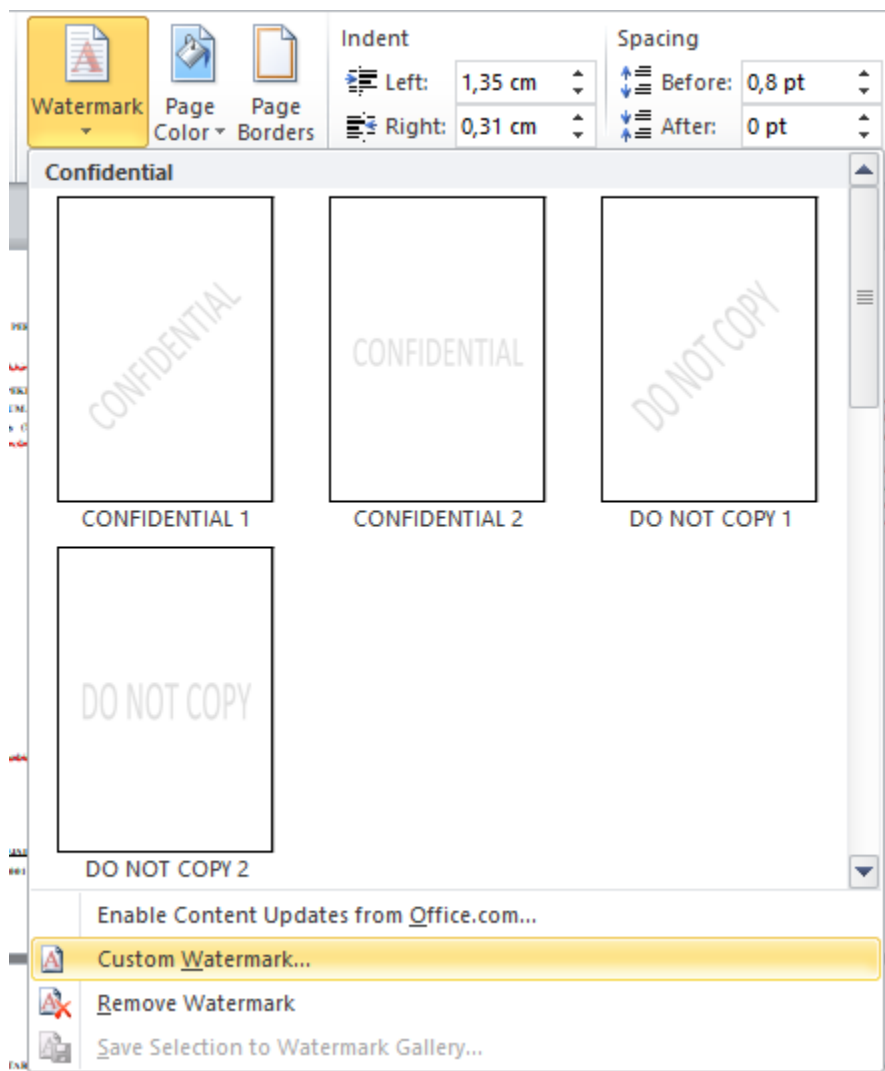 Indent
Spacing
Watermark
Page Color
Page Borders
Left: 1,35 cm
Before: 0,8 pt
Right: 0,31 cm
After: 0 pt
Confidential
CONFIDENTIAL
CONFIDENTIAL
DO NOT COPY
CONFIDENTIAL 1
CONFIDENTIAL 2
DO NOT COPY 1
DO NOT COPY
DO NOT COPY 2
Enable Content Updates from Office.com...
Custom Watermark...
Remove Watermark
Save Selection to Watermark Gallery...